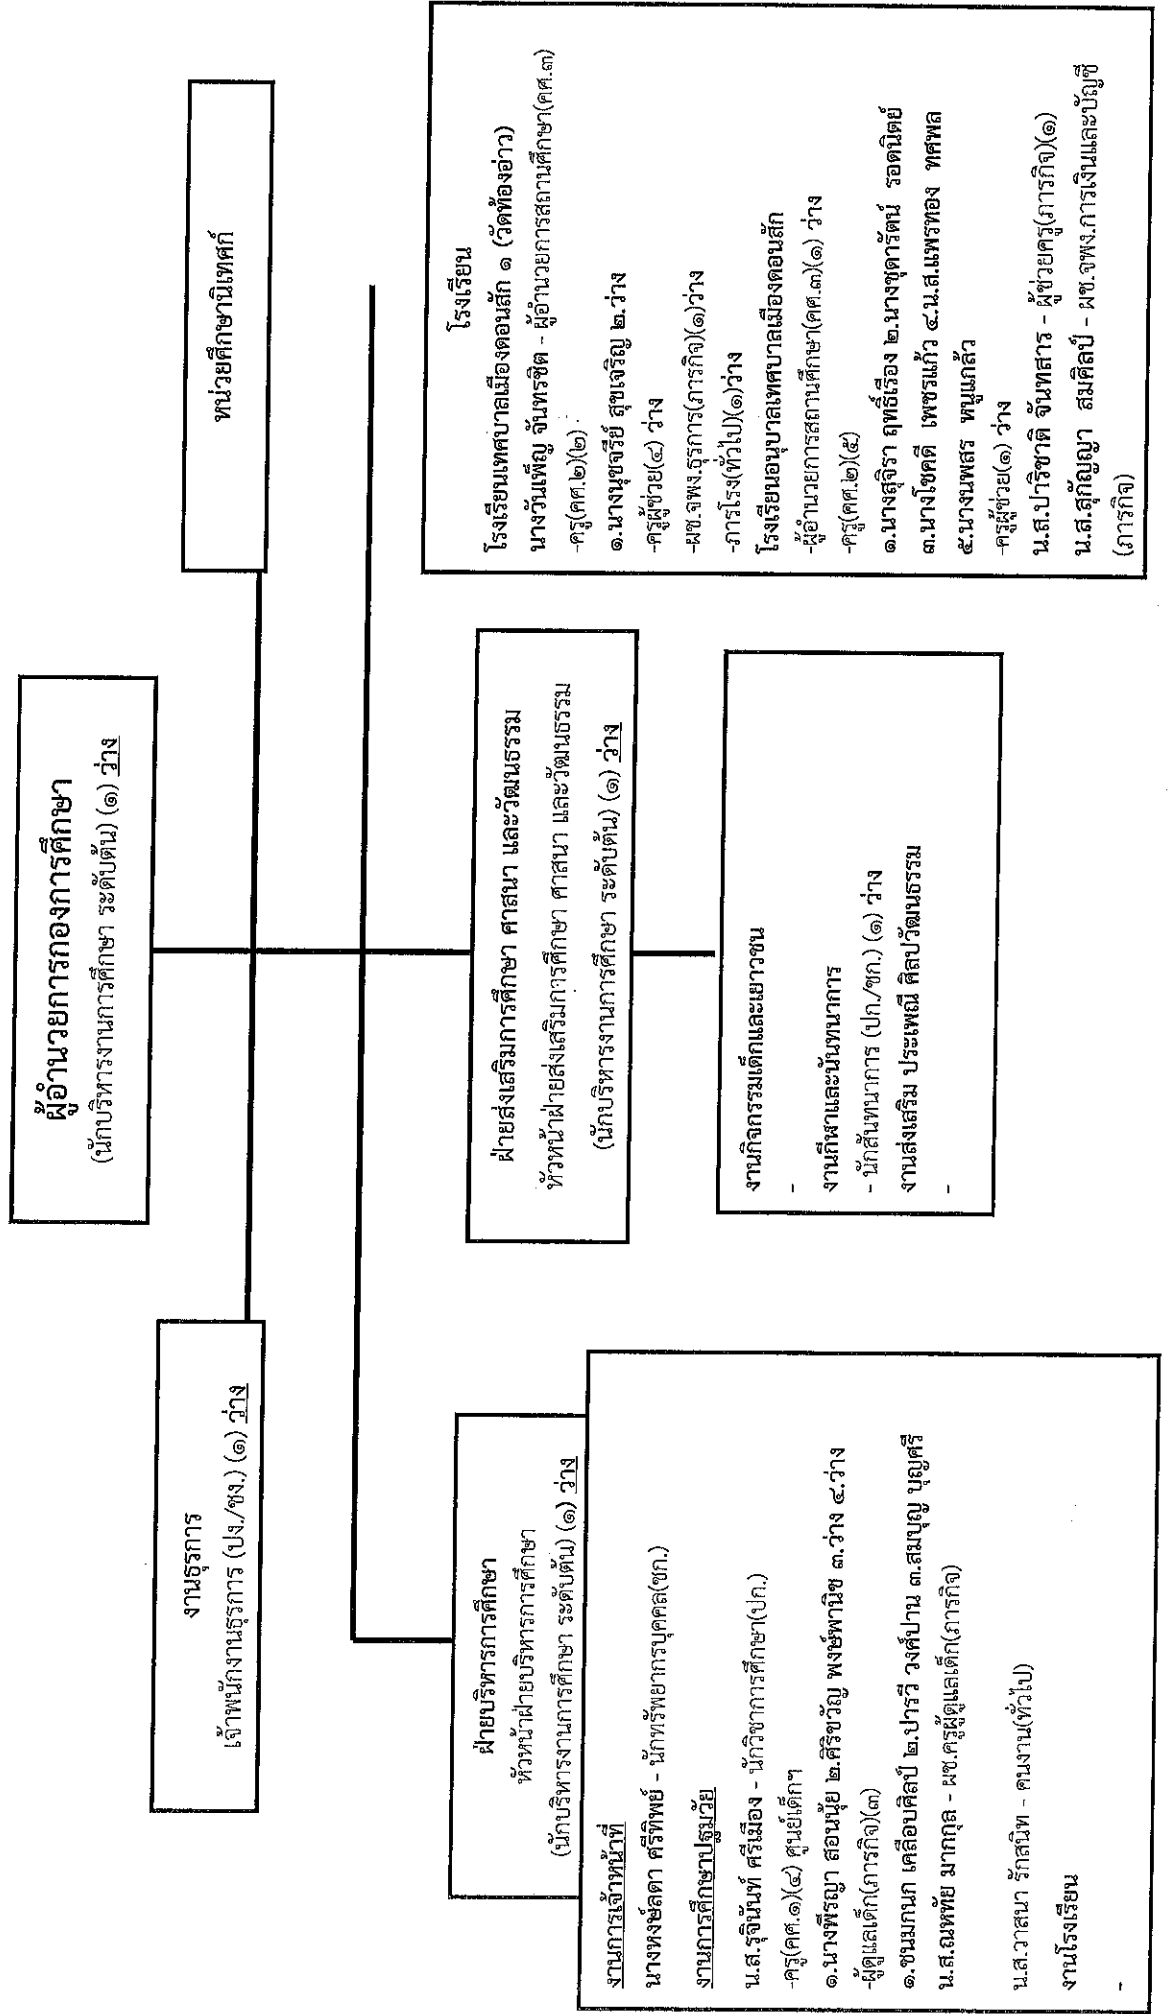 ผู้อำนวยการกองการศึกษา
(นักบริหารงานการศึกษา ระดับต้น) (๑) ว่าง
งานธุรการ
เจ้าพนักงานธุรการ (ปง./ชง.) (๑) ว่าง
หน่วยศึกษานิเทศก์
ฝ่ายบริหารการศึกษา
หัวหน้าฝ่ายบริหารการศึกษา
(นักบริหารงานการศึกษา ระดับต้น) (๑) ว่าง
งานการเจ้าหน้าที่
นางหงษ์ลดา ศรีทิพย์ – นักทรัพยากรบุคคล(ชก.)
งานการศึกษาปฐมวัย
น.ส.รุจินันท์ ศรีเมือง – นักวิชาการศึกษา(ปก.)
-ครู(คศ.๑)(๔) ศูนย์เด็กฯ
๑.นางพีรญา สอนนุ้ย ๒.ศิริขวัญ พงษ์พานิช ๓.ว่าง ๔.ว่าง
-ผู้ดูแลเด็ก(ภารกิจ)(๓)
๑.ชนมกนก เคลือบศิลป์ ๒.ปารวี วงศ์ปาน ๓.สมบุญ บุญศรี
น.ส.ณหทัย มากกุล – ผช.ครูผู้ดูแลเด็ก(ภารกิจ)
น.ส.วาสนา รักสนิท – คนงาน(ทั่วไป)
งานโรงเรียน
-
ฝ่ายส่งเสริมการศึกษา ศาสนา และวัฒนธรรม
หัวหน้าฝ่ายส่งเสริมการศึกษา ศาสนา และวัฒนธรรม
(นักบริหารงานการศึกษา ระดับต้น) (๑) ว่าง
งานกิจกรรมเด็กและเยาวชน
-
งานกีฬาและนันทนาการ
- นักสันทนาการ (ปก./ชก.) (๑) ว่าง
งานส่งเสริม ประเพณี ศิลปวัฒนธรรม
-
โรงเรียน
โรงเรียนเทศบาลเมืองดอนสัก ๑ (วัดท้องอ่าว)
นางวันเพ็ญ จันทรชิต – ผู้อำนวยการสถานศึกษา(คศ.๓)
-ครู(คศ.๒)(๒)
๑.นางนุชจรีย์ สุขเจริญ ๒.ว่าง
-ครูผู้ช่วย(๔) ว่าง
-ผช.จพง.ธุรการ(ภารกิจ)(๑)ว่าง
-ภารโรง(ทั่วไป)(๑)ว่าง
โรงเรียนอนุบาลเทศบาลเมืองดอนสัก
-ผู้อำนวยการสถานศึกษา(คศ.๓)(๑) ว่าง
-ครู(คศ.๒)(๕)
๑.นางสุจิรา ฤทธิ์เรือง ๒.นางชุดารัตน์ รอดนิตย์
๓.นางโชคดี เพชรแก้ว ๔.น.ส.แพรทอง ทศพล
๕.นางนพสร หนูแกล้ว
-ครูผู้ช่วย(๑) ว่าง
น.ส.ปาริชาติ จันทสาร – ผู้ช่วยครู(ภารกิจ)(๑)
น.ส.สุกัญญา สมศิลป์ – ผช.จพง.การเงินและบัญชี
(ภารกิจ)